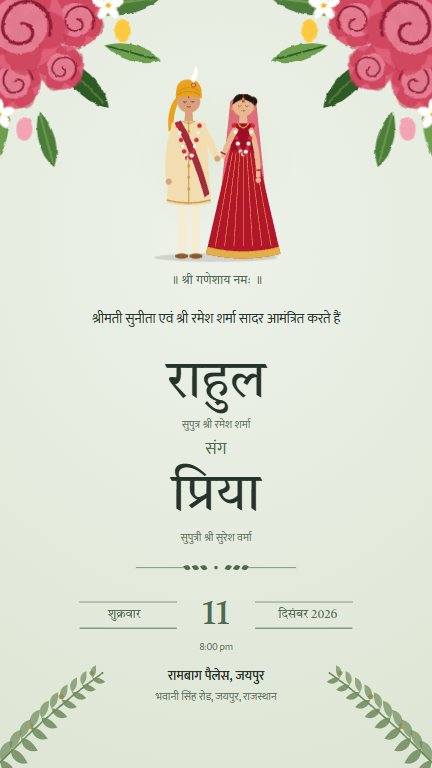 ॥ श्री गणेशाय नमः ॥
श्रीमती सुनीता एवं श्री रमेश शर्मा सादर आमंत्रित करते हैं
राहुल
सुपुत्र श्री रमेश शर्मा
संग
प्रिया
सुपुत्री श्री सुरेश वर्मा
शुक्रवार 11 दिसंबर 2026
8:00 pm
रामबाग पैलेस, जयपुर
भवानी सिंह रोड, जयपुर, राजस्थान